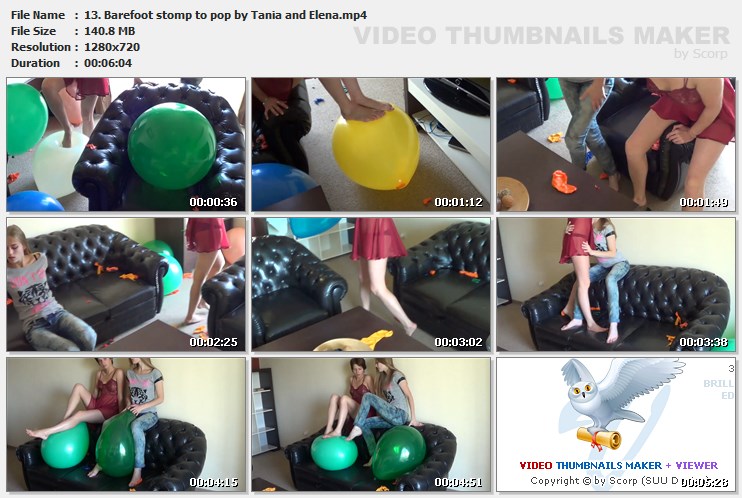 File Name : 13. Barefoot stomp to pop by Tania and Elena.mp4
File Size : 140.8 MB
Resolution : 1280x720
Duration : 00:06:04
VIDEO THUMBNAILS MAKER
by Scorp
00:00:36
00:01:12
00:01:49
00:02:25
00:03:02
00:03:38
00:04:15
00:04:51
3
BRILL
ED
VIDEO THUMBNAILS MAKER + VIEWER
Copyright © by Scorp (SUU D
00:05:28